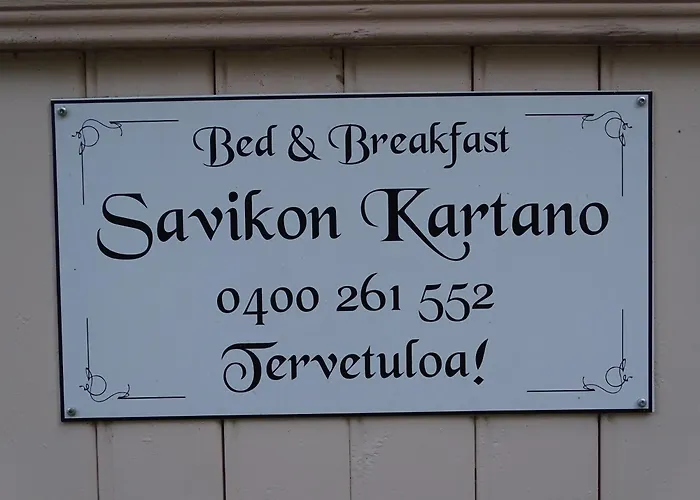 Bed & Breakfast
Savikon Kartano
0400 261 552
Tervetuloa!